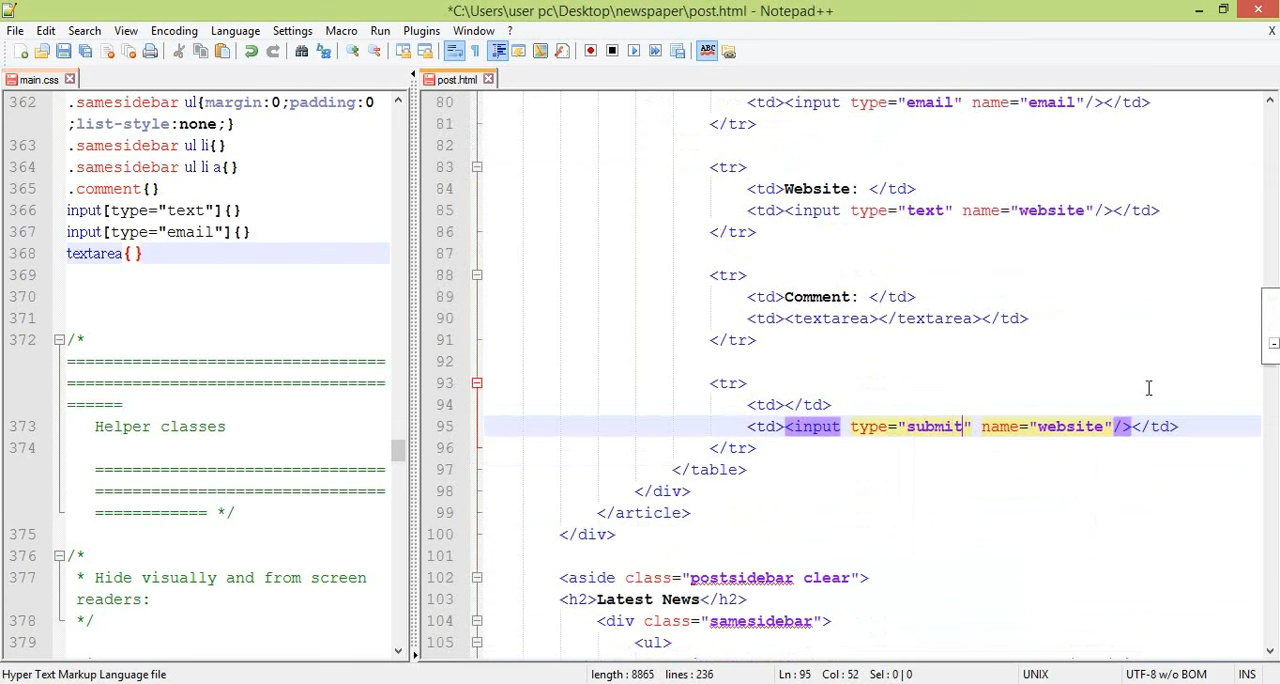 *C:\Users\user pc\Desktop\newspaper\post.html - Notepad++
File Edit Search View Encoding Language Settings Macro Run Plugins Window ? X
ABC
main.css
post.html
362 .samesidebar ul{margin:0;padding:0
;list-style:none;}
363 .samesidebar ul li{}
364 .samesidebar ul li a{}
365 .comment{}
366 input[type="text"]{}
367 input[type="email"]{}
368 textarea{}
369
370
371
372 /*
====================================
====================================
======
373 Helper classes
374
===============================
===============================
============ */
375
376 /*
377 * Hide visually and from screen
readers:
378 */
379
80 <td><input type="email" name="email"/></td>
81 </tr>
82
83 <tr>
84 <td>Website: </td>
85 <td><input type="text" name="website"/></td>
86 </tr>
87
88 <tr>
89 <td>Comment: </td>
90 <td><textarea></textarea></td>
91 </tr>
92
93 <tr>
94 <td></td>
95 <td><input type="submit" name="website"/></td>
96 </tr>
97 </table>
98 </div>
99 </article>
100 </div>
101
102 <aside class="postsidebar clear">
103 <h2>Latest News</h2>
104 <div class="samesidebar">
105 <ul>
Hyper Text Markup Language file length : 8865 lines : 236 Ln : 95 Col : 52 Sel : 0 | 0 UNIX UTF-8 w/o BOM INS